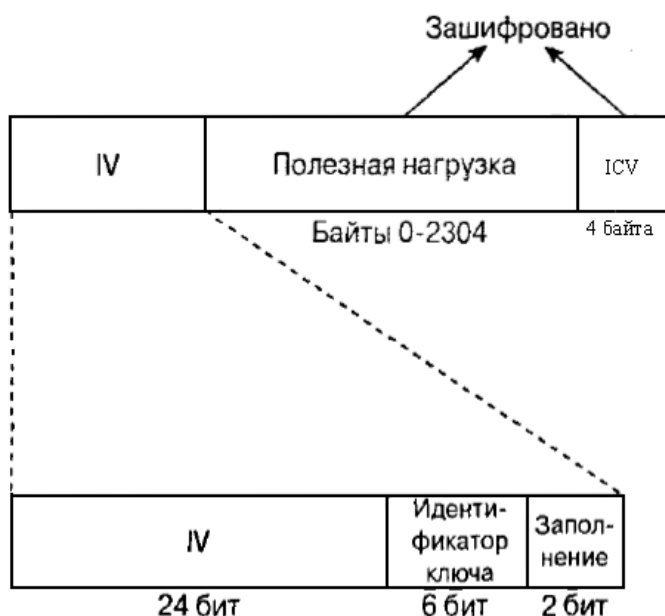 Зашифровано
IV
Полезная нагрузка
ICV
Байты 0-2304
4 байта
IV
Иденти-
фикатор
ключа
Запол-
нение
24 бит
6 бит
2 бит